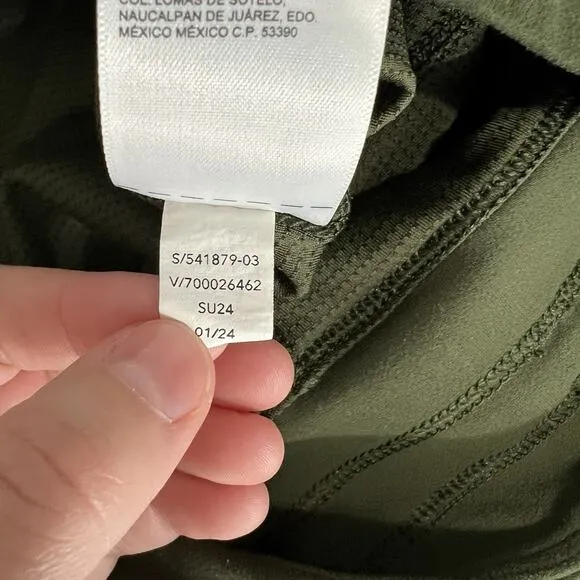 COL. LOMAS DE SOTELO,
NAUCALPAN DE JUÁREZ, EDO.
MÉXICO MÉXICO C.P. 53390
S/541879-03
V/700026462
SU24
01/24